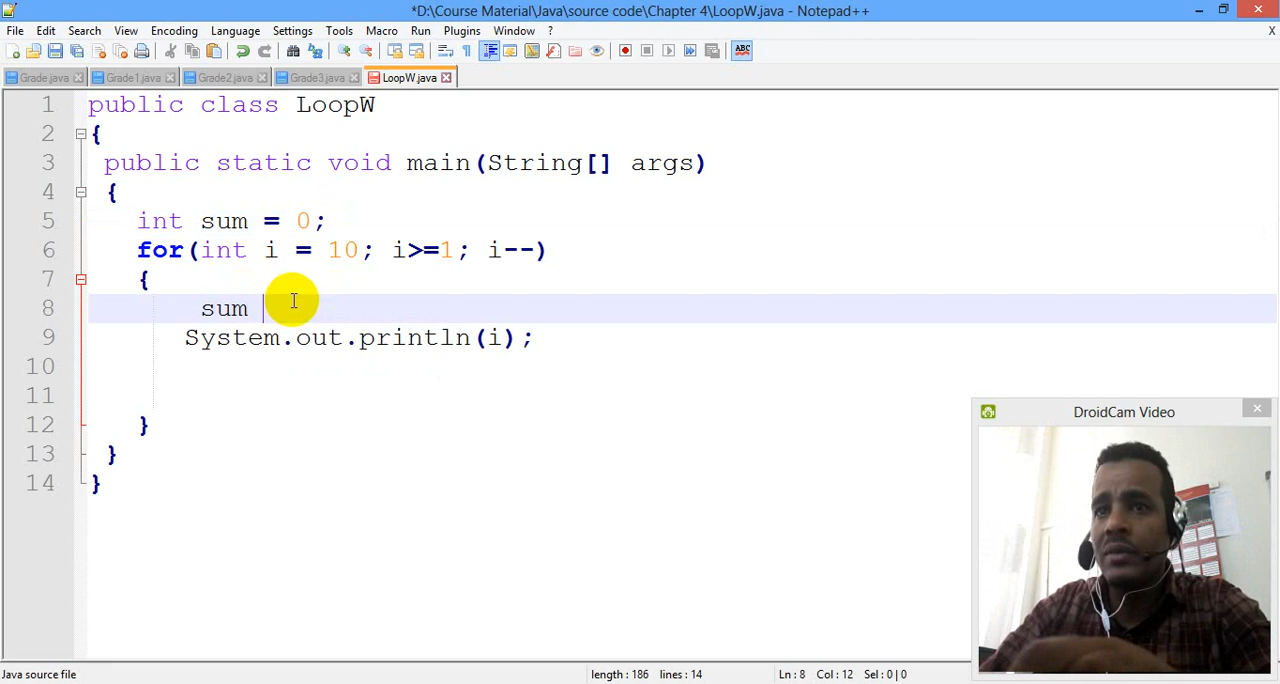 *D:\Course Material\Java\source code\Chapter 4\LoopW.java - Notepad++
File Edit Search View Encoding Language Settings Tools Macro Run Plugins Window ? X
ABC
Grade.java Grade1.java Grade2.java Grade3.java LoopW.java
1 public class LoopW
2 {
3 public static void main(String[] args)
4 {
5 int sum = 0;
6 for(int i = 10; i>=1; i--)
7 {
8 sum
9 System.out.println(i);
10
11
12 }
13 }
14 }
DroidCam Video
Java source file length : 186 lines : 14 Ln : 8 Col : 12 Sel : 0 | 0